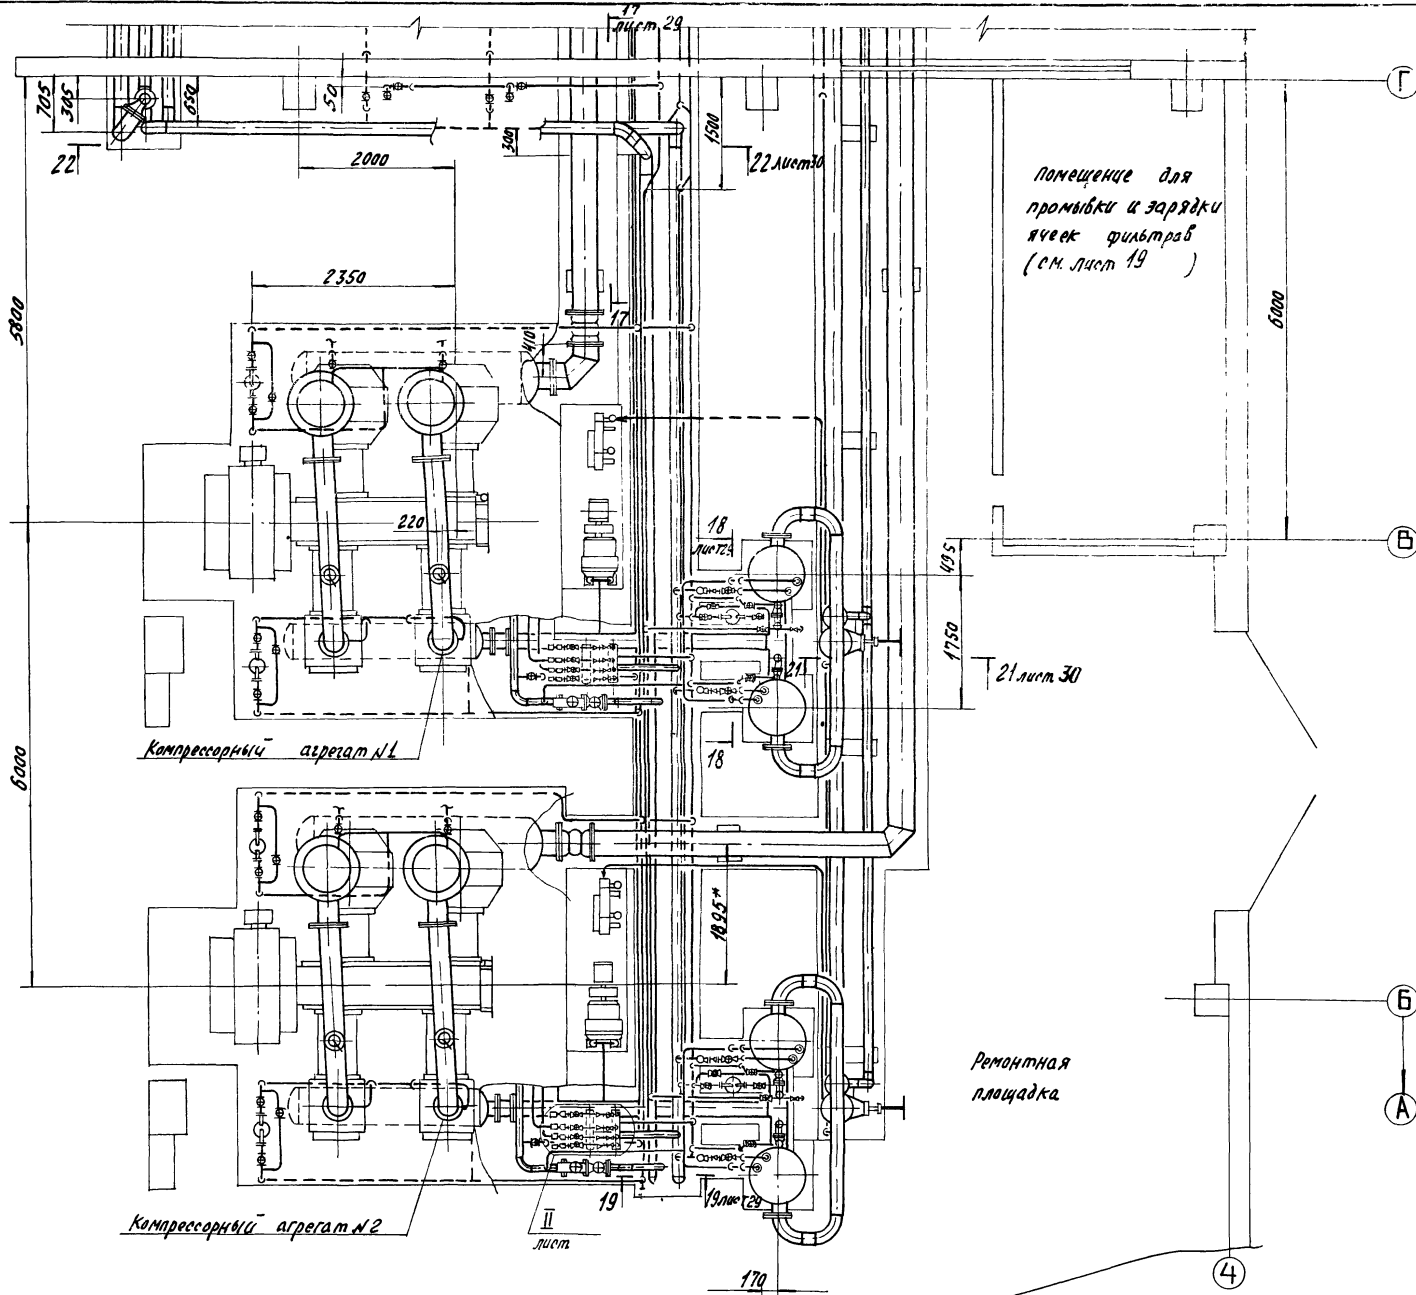 17
лист 29
Г
705
305
650
50
300
1500
22
2000
22 лист 30
помещение для
промывки и зарядки
ячеек фильтров
(см. лист 19 )
2350
5800
6000
17
410
220
18
лист 29
В
495
1750
21
21 лист 30
18
Компрессорный агрегат №1
6000
1895*
Б
Ремонтная
площадка
А
19
19 лист 29
Компрессорный агрегат №2
II
лист
170
4